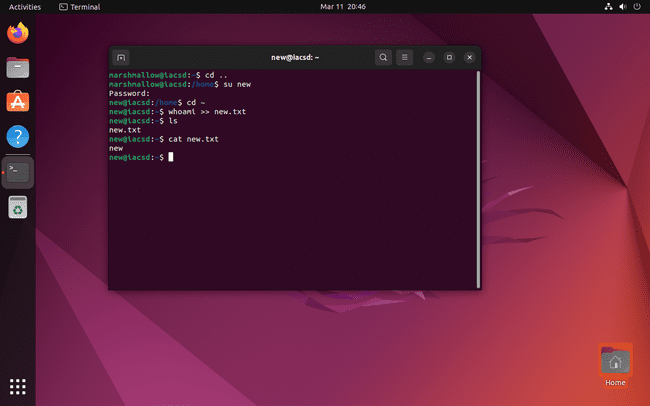 Activities
Terminal
Mar 11 20:46
new@iacsd: ~
marshmallow@iacsd:~$ cd ..
marshmallow@iacsd:/home$ su new
Password:
new@iacsd:/home$ cd ~
new@iacsd:~$ whoami >> new.txt
new@iacsd:~$ ls
new.txt
new@iacsd:~$ cat new.txt
new
new@iacsd:~$
Home